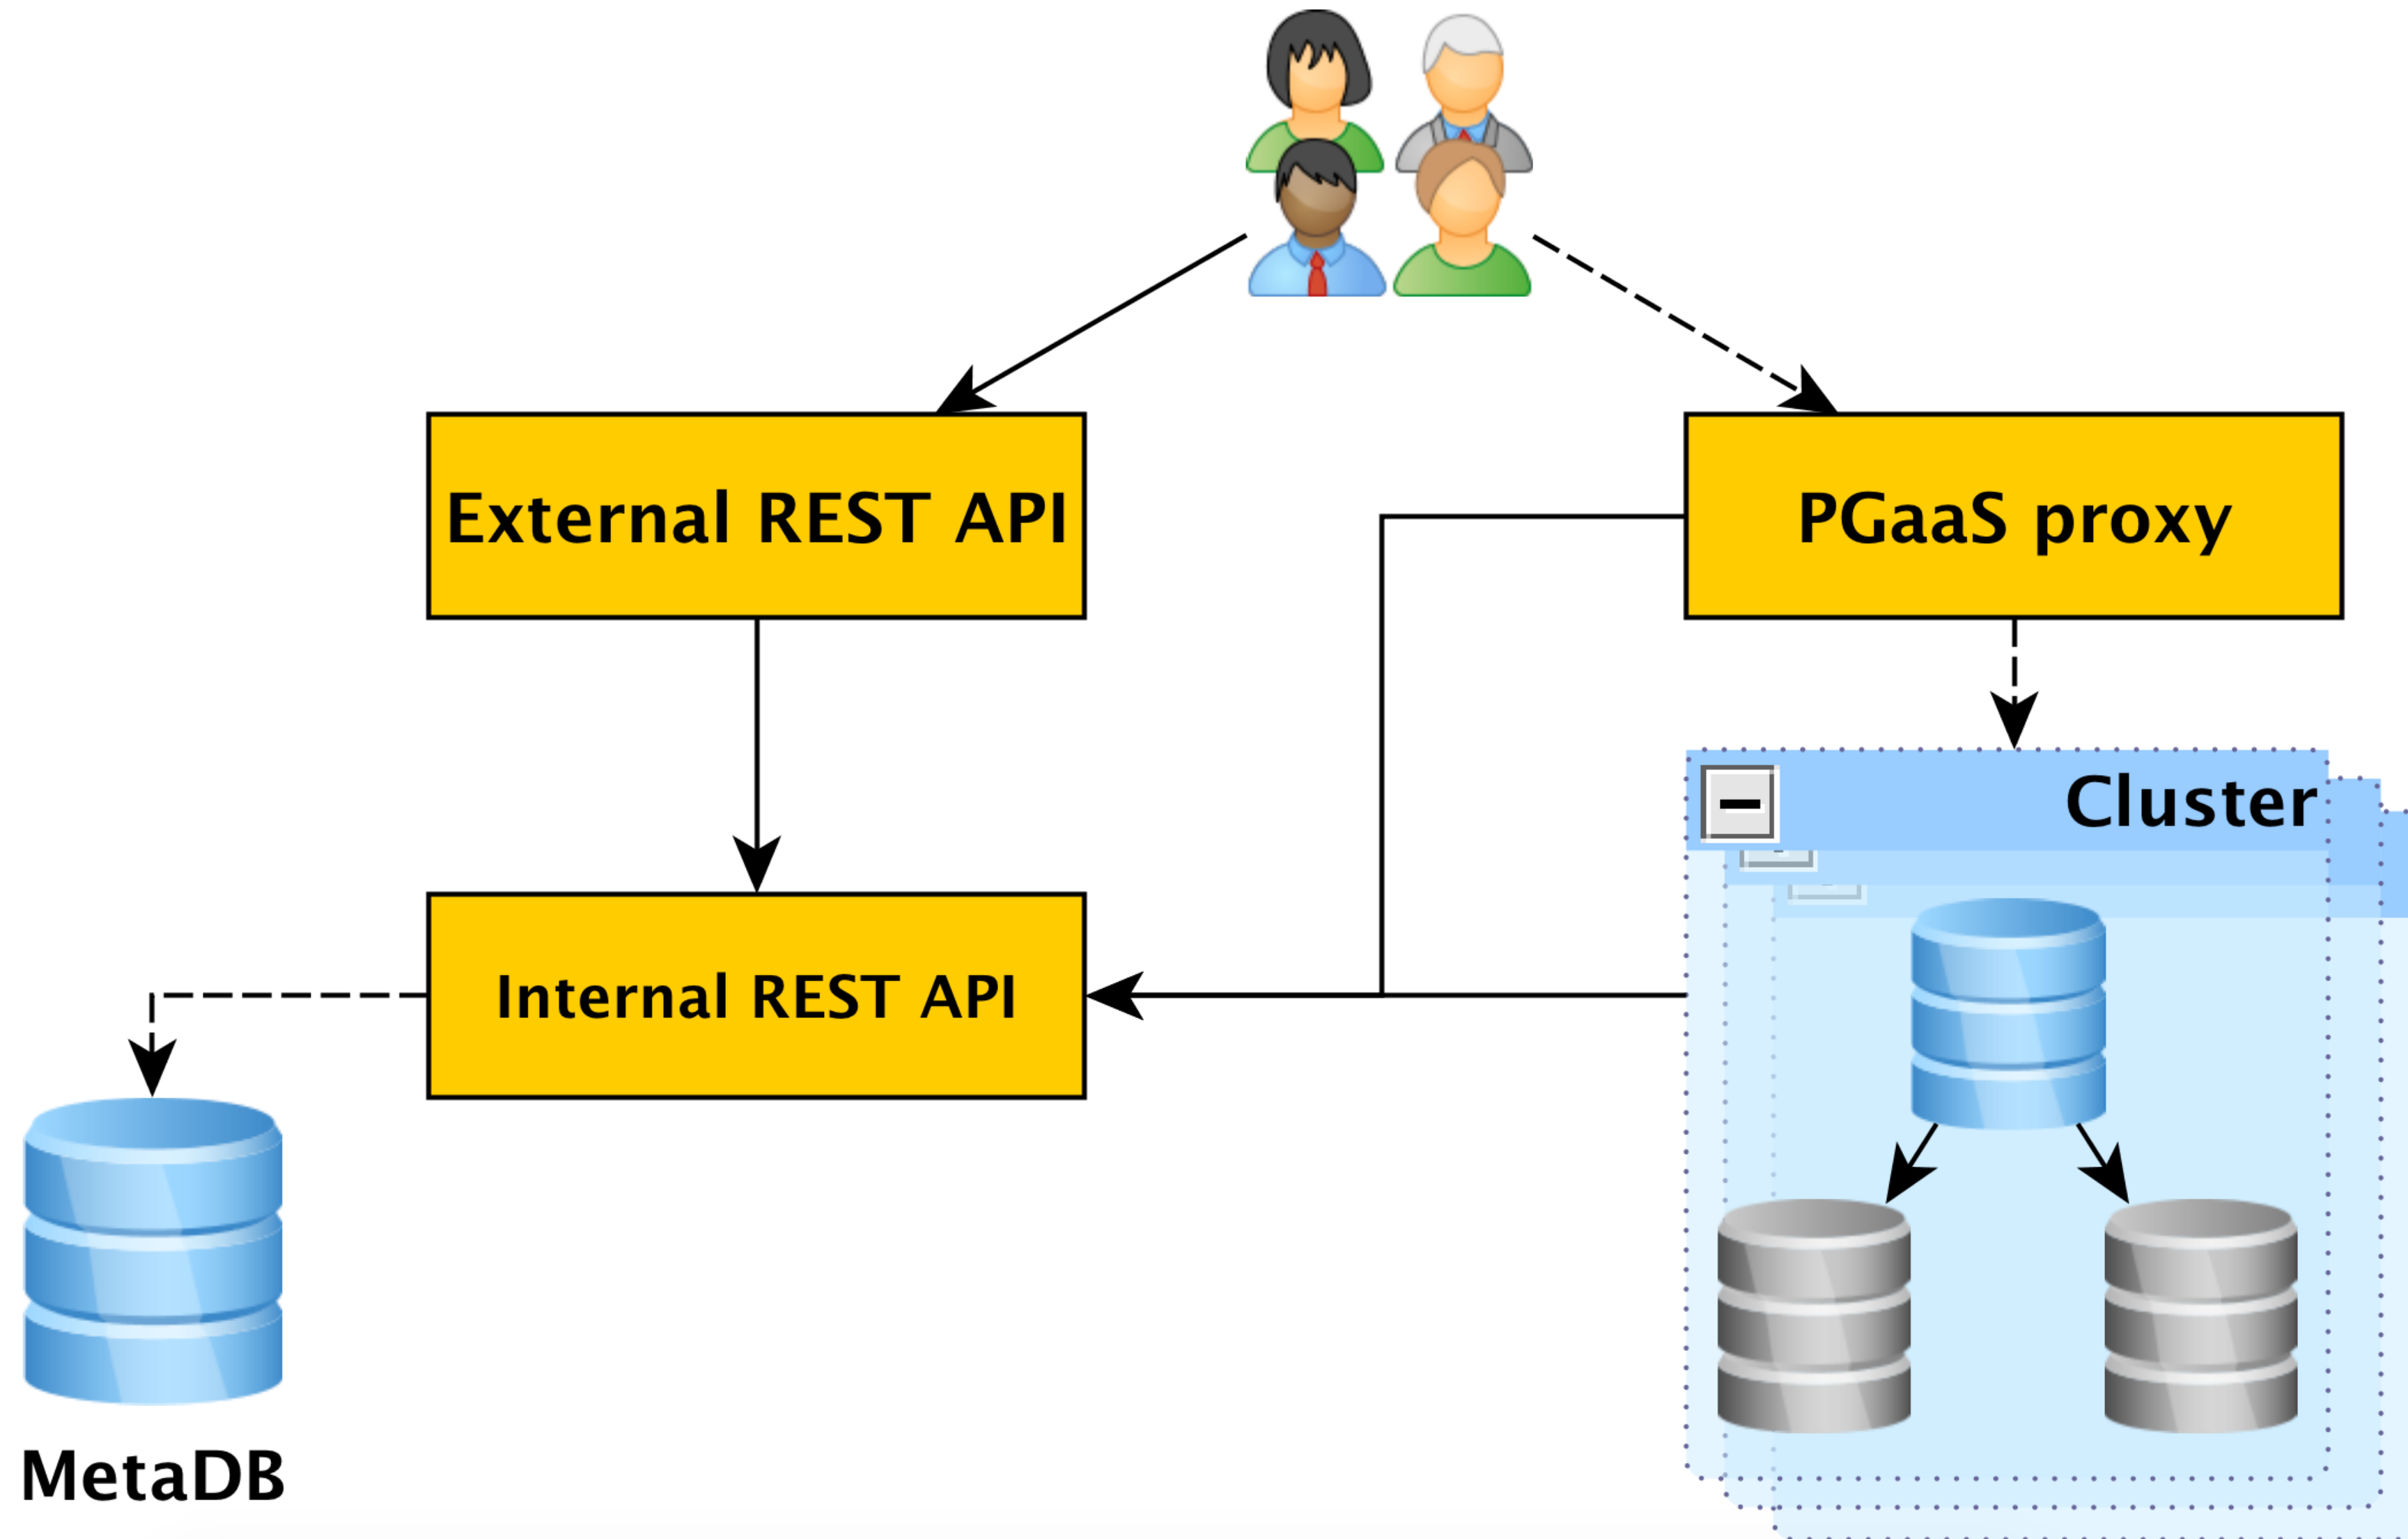 External REST API
PGaaS proxy
Cluster
Internal REST API
MetaDB